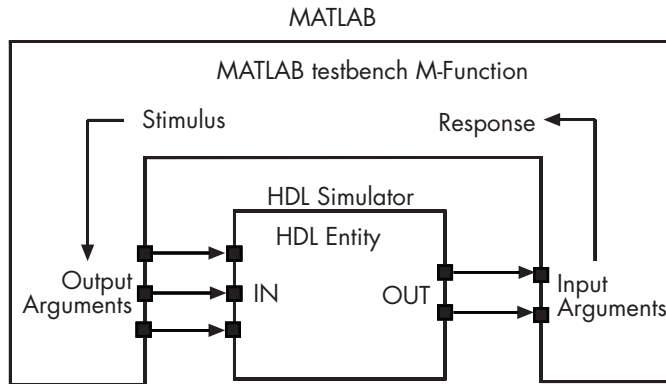 MATLAB
MATLAB testbench M-Function
Stimulus
Response
HDL Simulator
HDL Entity
Output
Arguments
IN
OUT
Input
Arguments